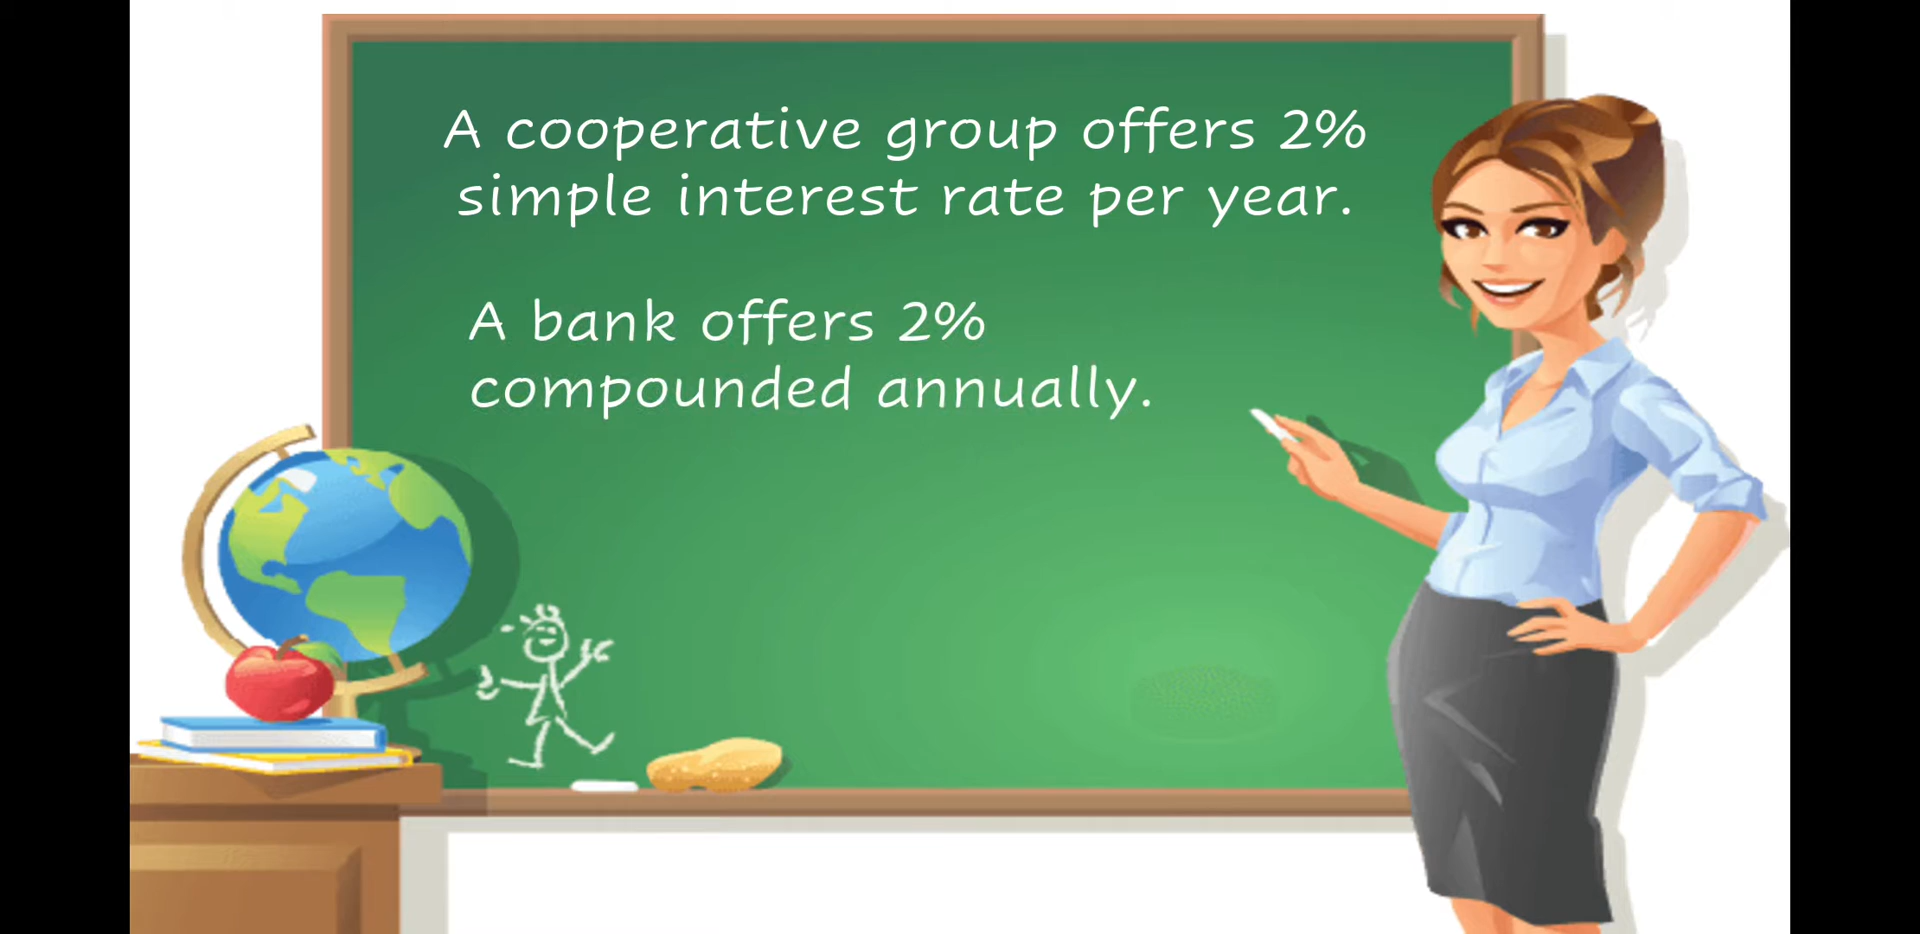 A cooperative group offers 2%
simple interest rate per year.
A bank offers 2%
compounded annually.